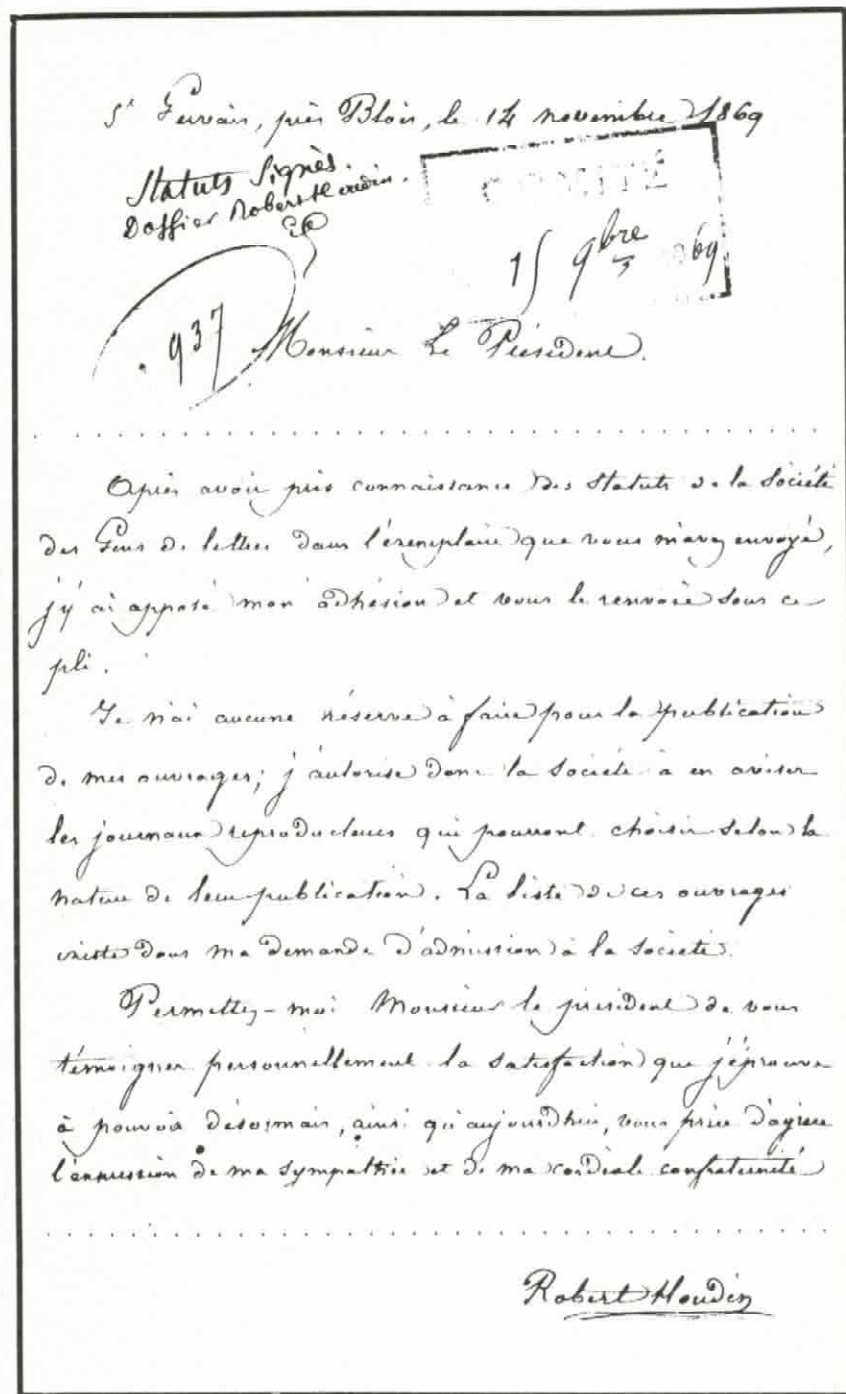 St Gervais, près Blois, le 14 novembre 1869
Statuts signés.
Dossier Robert Houdin.
COMITÉ
15 9bre 69
937
Monsieur Le Président.
Après avoir pris connaissance des statuts de la Société
des Gens de lettres dans l'exemplaire que vous m'avez envoyé,
j'y ai apposé mon adhésion et vous le renvoie sous ce
pli.
Je n'ai aucune réserve à faire pour la publication
de mes ouvrages; j'autorise donc la Société à en aviser
les journaux reproducteurs qui pourront choisir selon la
nature de leur publication. La liste de ces ouvrages
existe dans ma demande d'admission à la Société.
Permettez-moi Monsieur le président de vous
témoigner personnellement la satisfaction que j'éprouve
à pouvoir désormais, ainsi qu'aujourdhui, vous prier d'agréer
l'expression de ma sympathie et de ma cordiale confraternité
Robert Houdin